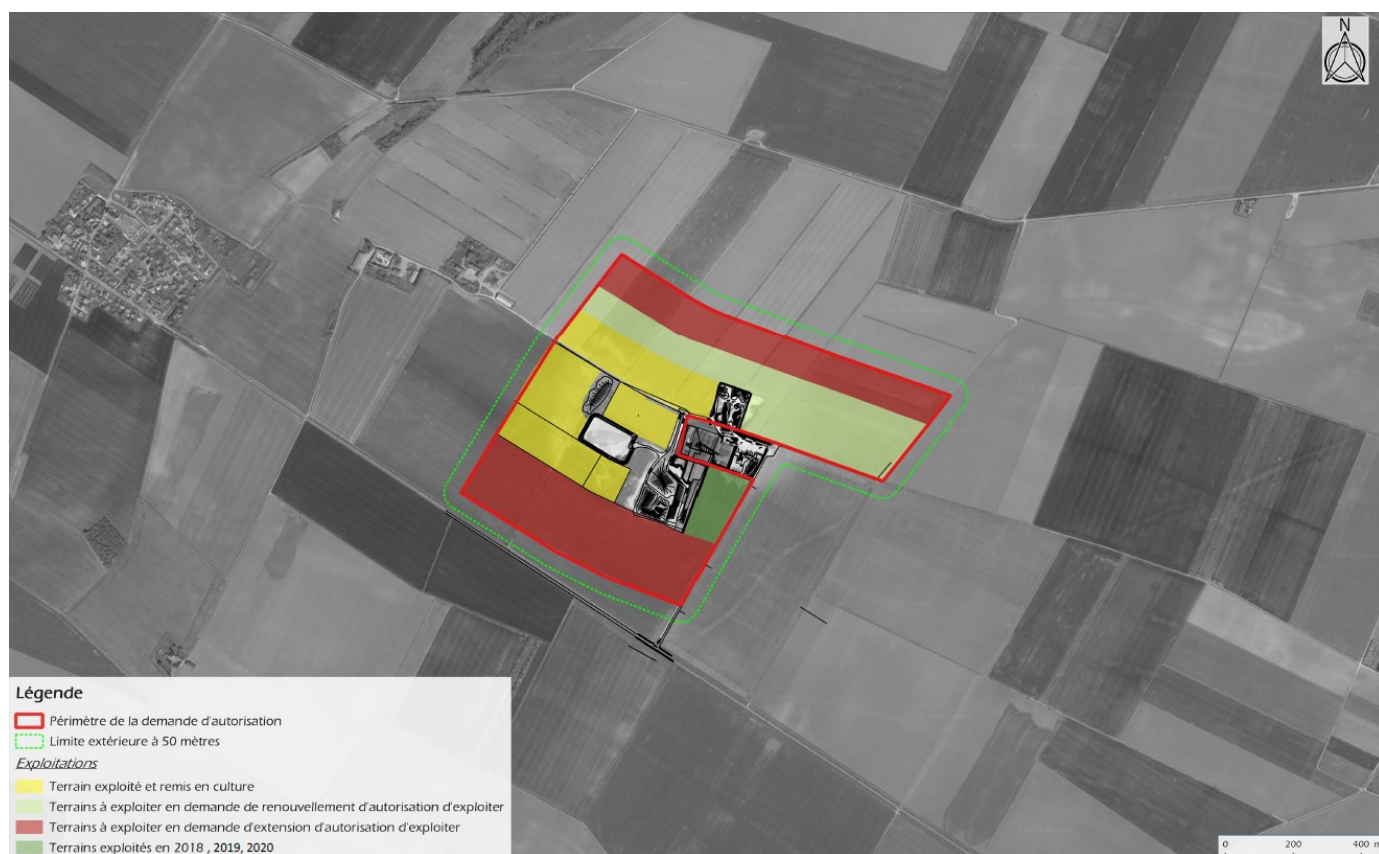 N
Légende
Périmètre de la demande d'autorisation
Limite extérieure à 50 mètres
Exploitations
Terrain exploité et remis en culture
Terrains à exploiter en demande de renouvellement d'autorisation d'exploiter
Terrains à exploiter en demande d'extension d'autorisation d'exploiter
Terrains exploités en 2018 , 2019, 2020
0 200 400 m